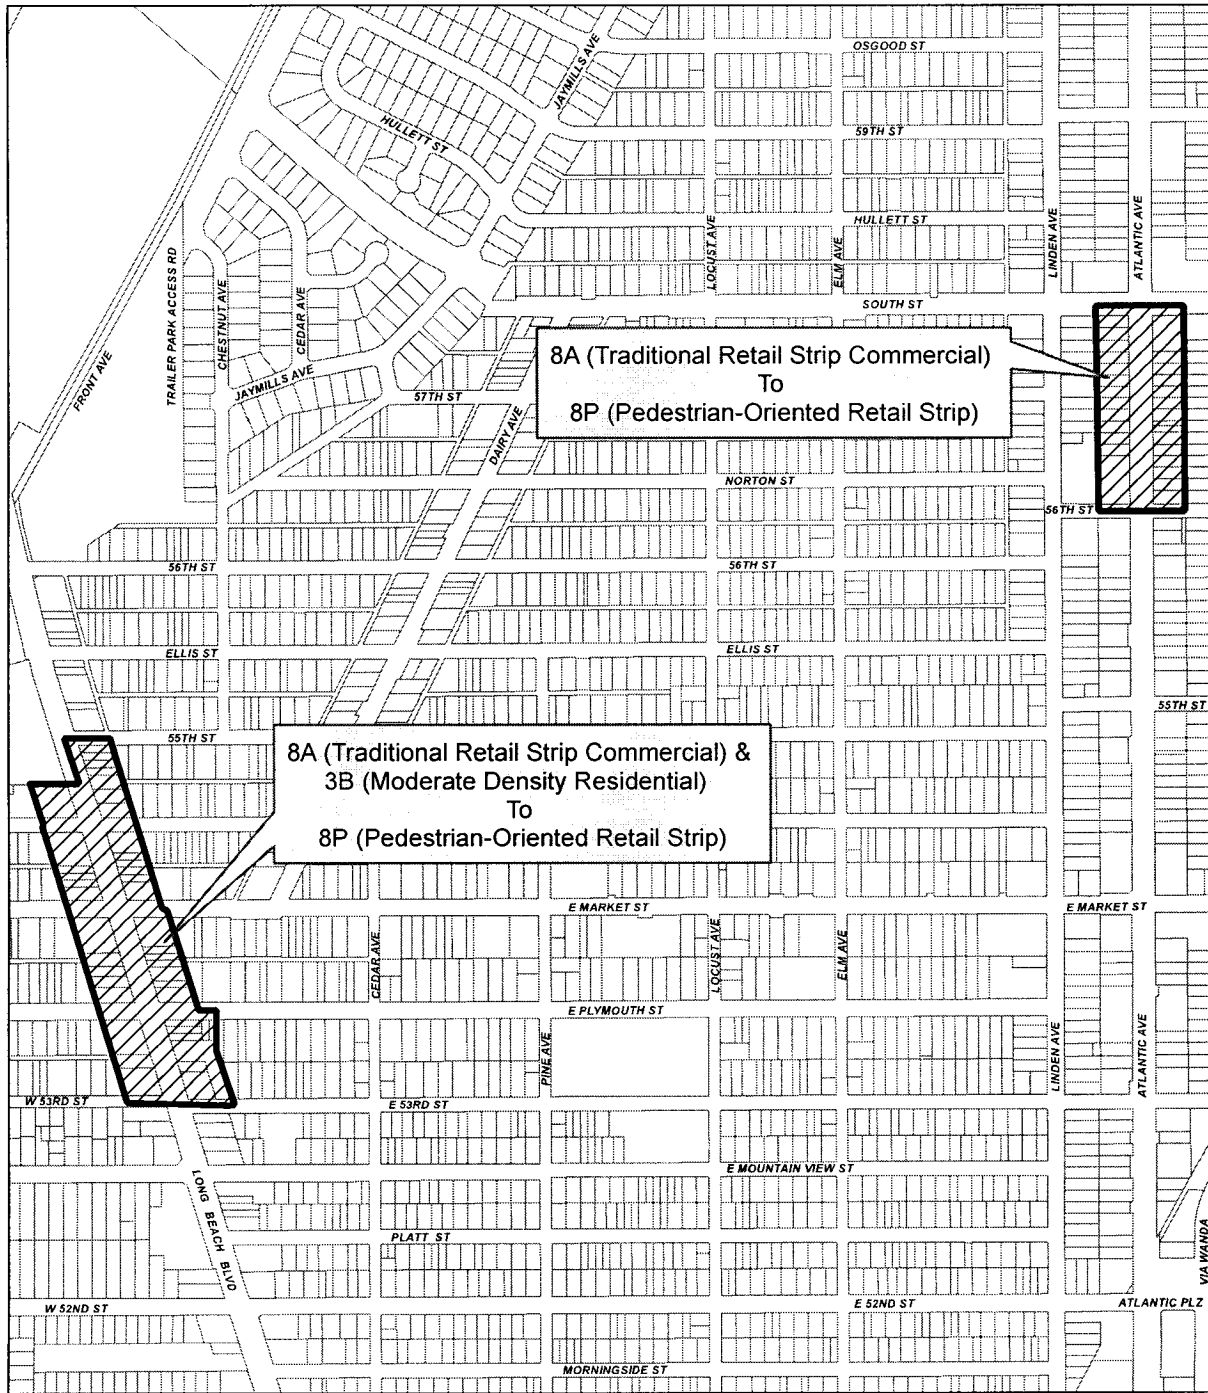 OSGOOD ST
JAYMILLS AVE
HULLETT ST
59TH ST
HULLETT ST
LOCUST AVE
ELM AVE
LINDEN AVE
ATLANTIC AVE
TRAILER PARK ACCESS RD
CHESTNUT AVE
CEDAR AVE
SOUTH ST
FRONT AVE
JAYMILLS AVE
57TH ST
DAIRY AVE
8A (Traditional Retail Strip Commercial)
To
8P (Pedestrian-Oriented Retail Strip)
NORTON ST
56TH ST
56TH ST
56TH ST
ELLIS ST
ELLIS ST
55TH ST
55TH ST
8A (Traditional Retail Strip Commercial) &
3B (Moderate Density Residential)
To
8P (Pedestrian-Oriented Retail Strip)
E MARKET ST
E MARKET ST
CEDAR AVE
LOCUST AVE
ELM AVE
E PLYMOUTH ST
PINE AVE
LINDEN AVE
ATLANTIC AVE
W 53RD ST
E 53RD ST
E MOUNTAIN VIEW ST
LONG BEACH BLVD
PLATT ST
VIA WANDA
W 52ND ST
E 52ND ST
ATLANTIC PLZ
MORNINGSIDE ST